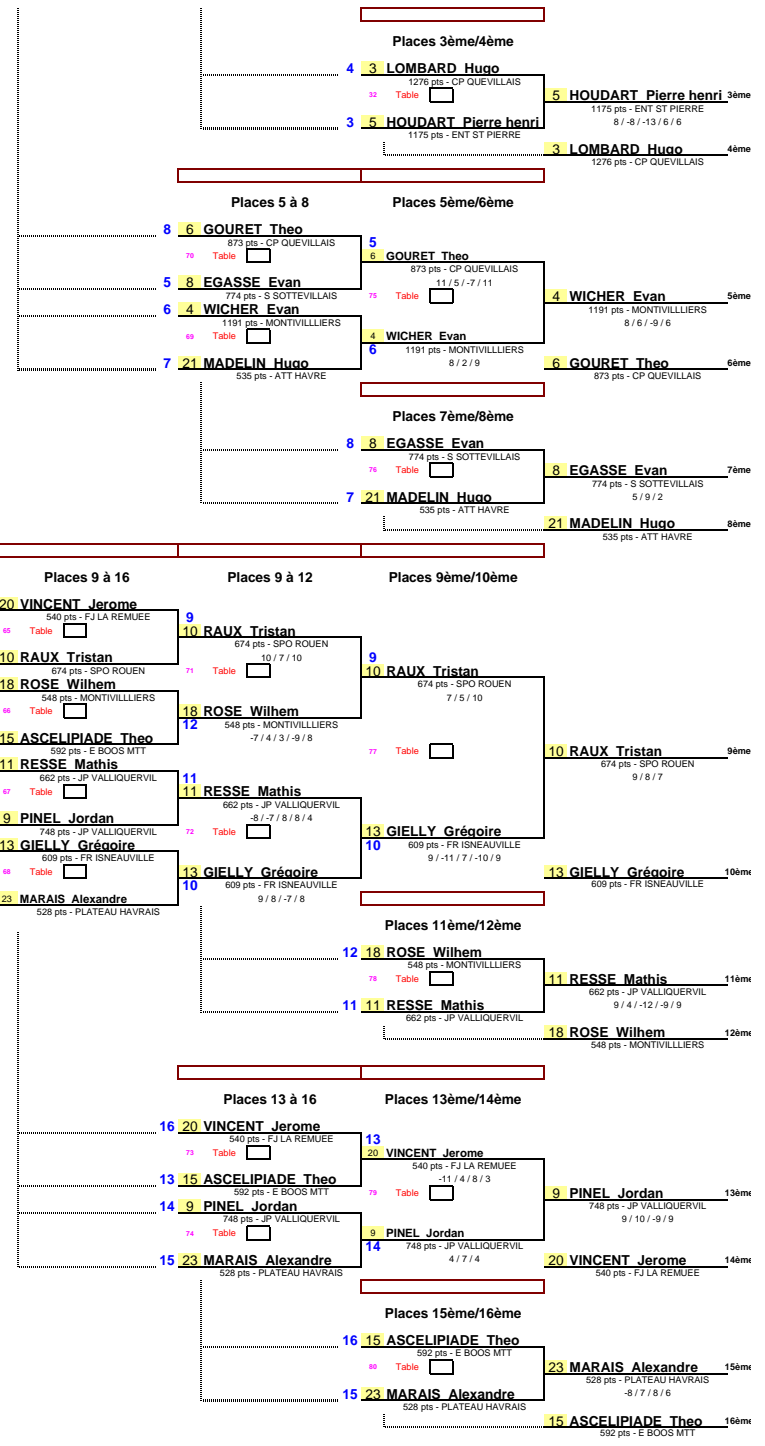 Places 3ème/4ème
4 3 LOMBARD Hugo
1276 pts - CP QUEVILLAIS
32 Table
5 HOUDART Pierre henri 3ème
1175 pts - ENT ST PIERRE
8 / -8 / -13 / 6 / 6
3 5 HOUDART Pierre henri
1175 pts - ENT ST PIERRE
3 LOMBARD Hugo 4ème
1276 pts - CP QUEVILLAIS
Places 5 à 8 Places 5ème/6ème
8 6 GOURET Theo
873 pts - CP QUEVILLAIS
5
70 Table
6 GOURET Theo
873 pts - CP QUEVILLAIS
11 / 5 / -7 / 11
5 8 EGASSE Evan
774 pts - S SOTTEVILLAIS
75 Table
4 WICHER Evan 5ème
1191 pts - MONTIVILLLIERS
8 / 6 / -9 / 6
6 4 WICHER Evan
1191 pts - MONTIVILLLIERS
69 Table
4 WICHER Evan
6
1191 pts - MONTIVILLLIERS
8 / 2 / 9
7 21 MADELIN Hugo
535 pts - ATT HAVRE
6 GOURET Theo 6ème
873 pts - CP QUEVILLAIS
Places 7ème/8ème
8 8 EGASSE Evan
774 pts - S SOTTEVILLAIS
76 Table
8 EGASSE Evan 7ème
774 pts - S SOTTEVILLAIS
5 / 9 / 2
7 21 MADELIN Hugo
535 pts - ATT HAVRE
21 MADELIN Hugo 8ème
535 pts - ATT HAVRE
Places 9 à 16 Places 9 à 12 Places 9ème/10ème
20 VINCENT Jerome
540 pts - FJ LA REMUEE
65 Table
9
10 RAUX Tristan
674 pts - SPO ROUEN
10 / 7 / 10
10 RAUX Tristan
674 pts - SPO ROUEN
71 Table
9
10 RAUX Tristan
674 pts - SPO ROUEN
7 / 5 / 10
18 ROSE Wilhem
548 pts - MONTIVILLLIERS
66 Table
18 ROSE Wilhem
12
548 pts - MONTIVILLLIERS
-7 / 4 / 3 / -9 / 8
15 ASCELIPIADE Theo
592 pts - E BOOS MTT
77 Table
10 RAUX Tristan 9ème
674 pts - SPO ROUEN
9 / 8 / 7
11 RESSE Mathis
662 pts - JP VALLIQUERVIL
67 Table
11
11 RESSE Mathis
662 pts - JP VALLIQUERVIL
-8 / -7 / 8 / 8 / 4
9 PINEL Jordan
748 pts - JP VALLIQUERVIL
72 Table
13 GIELLY Grégoire
10
609 pts - FR ISNEAUVILLE
9 / -11 / 7 / -10 / 9
13 GIELLY Grégoire
609 pts - FR ISNEAUVILLE
68 Table
13 GIELLY Grégoire
10
609 pts - FR ISNEAUVILLE
9 / 8 / -7 / 8
13 GIELLY Grégoire 10ème
609 pts - FR ISNEAUVILLE
23 MARAIS Alexandre
528 pts - PLATEAU HAVRAIS
Places 11ème/12ème
12 18 ROSE Wilhem
548 pts - MONTIVILLLIERS
78 Table
11 RESSE Mathis 11ème
662 pts - JP VALLIQUERVIL
9 / 4 / -12 / -9 / 9
11 11 RESSE Mathis
662 pts - JP VALLIQUERVIL
18 ROSE Wilhem 12ème
548 pts - MONTIVILLLIERS
Places 13 à 16 Places 13ème/14ème
16 20 VINCENT Jerome
540 pts - FJ LA REMUEE
13
73 Table
20 VINCENT Jerome
540 pts - FJ LA REMUEE
-11 / 4 / 8 / 3
13 15 ASCELIPIADE Theo
592 pts - E BOOS MTT
79 Table
9 PINEL Jordan 13ème
748 pts - JP VALLIQUERVIL
9 / 10 / -9 / 9
14 9 PINEL Jordan
748 pts - JP VALLIQUERVIL
74 Table
9 PINEL Jordan
14
748 pts - JP VALLIQUERVIL
4 / 7 / 4
15 23 MARAIS Alexandre
528 pts - PLATEAU HAVRAIS
20 VINCENT Jerome 14ème
540 pts - FJ LA REMUEE
Places 15ème/16ème
16 15 ASCELIPIADE Theo
592 pts - E BOOS MTT
80 Table
23 MARAIS Alexandre 15ème
528 pts - PLATEAU HAVRAIS
-8 / 7 / 8 / 6
15 23 MARAIS Alexandre
528 pts - PLATEAU HAVRAIS
15 ASCELIPIADE Theo 16ème
592 pts - E BOOS MTT